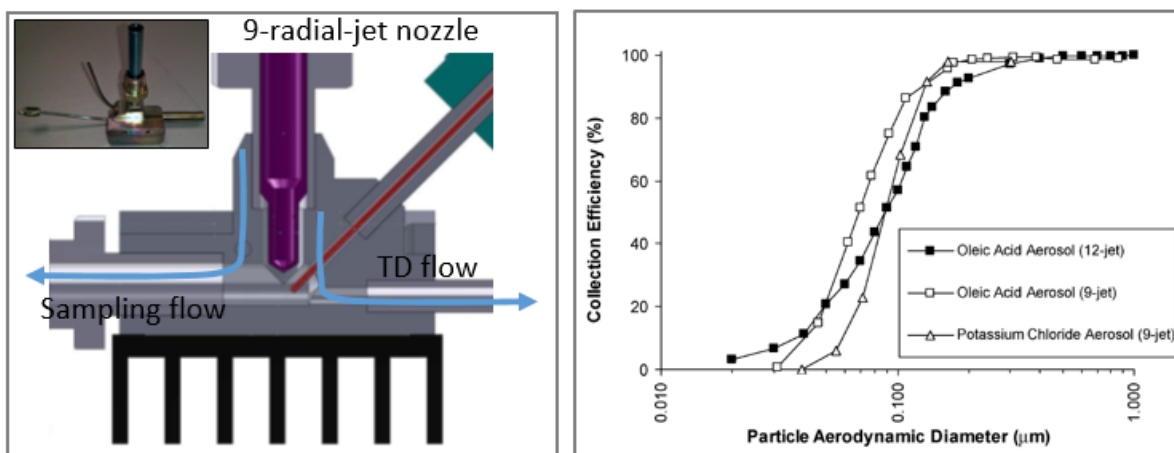 9-radial-jet nozzle
TD flow
Sampling flow
Collection Efficiency (%)
100
80
60
40
20
0
Oleic Acid Aerosol (12-jet)
Oleic Acid Aerosol (9-jet)
Potassium Chloride Aerosol (9-jet)
0.010
0.100
1.000
Particle Aerodynamic Diameter (μm)